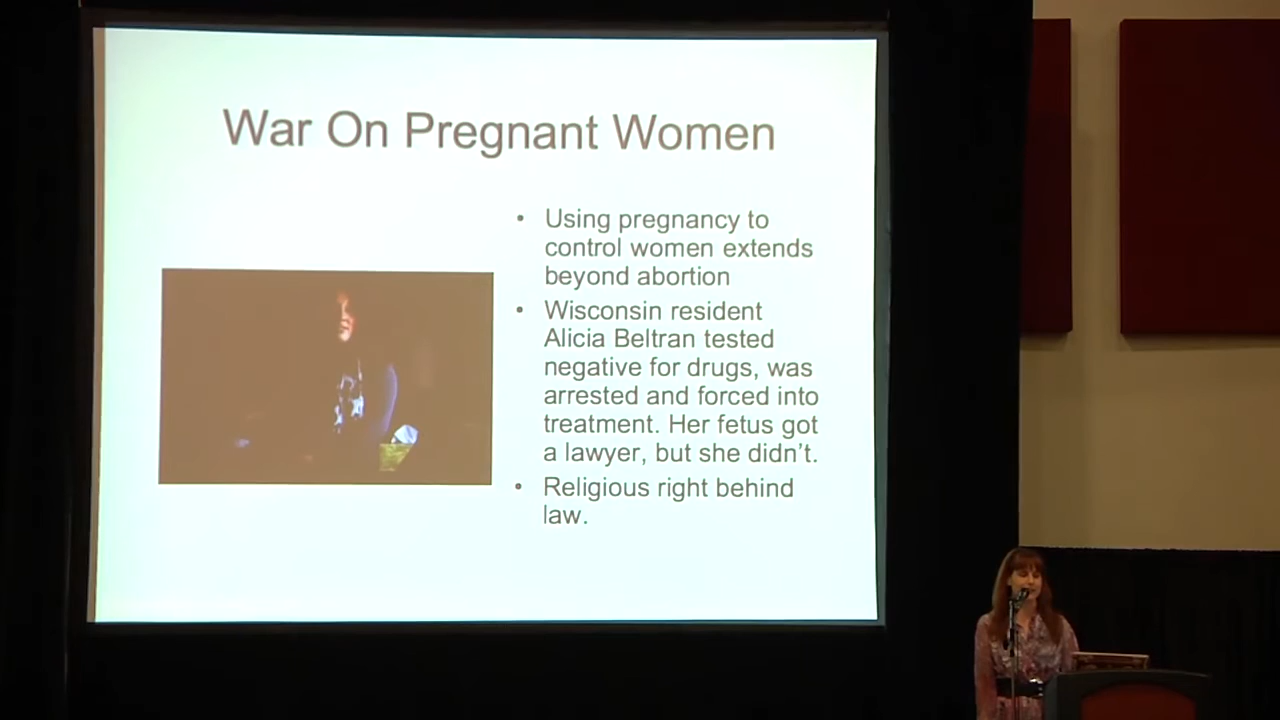 War On Pregnant Women
• Using pregnancy to
control women extends
beyond abortion
• Wisconsin resident
Alicia Beltran tested
negative for drugs, was
arrested and forced into
treatment. Her fetus got
a lawyer, but she didn't.
• Religious right behind
law.